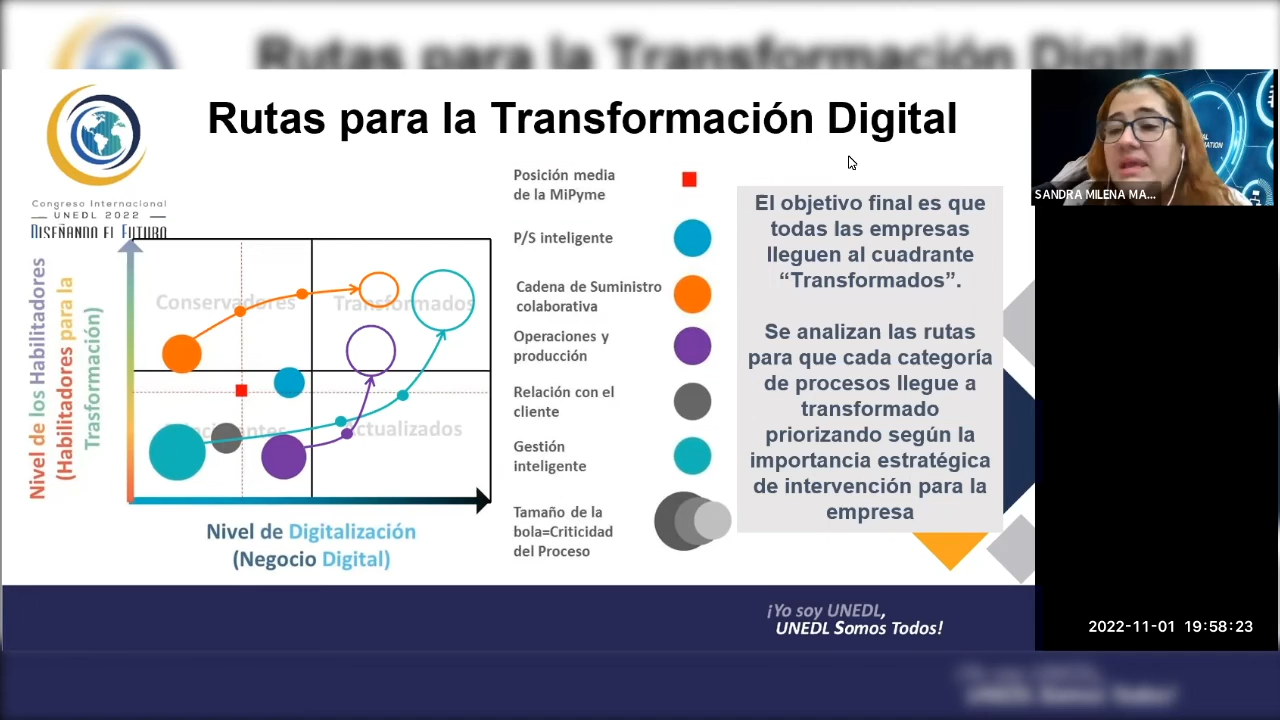 Rutas para la Transformación Digital
Rutas para la Transformación Digital
Congreso Internacional
UNEDL 2022
DISEÑANDO EL FUTURO
Nivel de los Habilitadores
(Habilitadores para la
Trasformación)
Conservadores
Transformados
Actualizados
Nivel de Digitalización
(Negocio Digital)
Posición media
de la MiPyme
P/S inteligente
Cadena de Suministro
colaborativa
Operaciones y
producción
Relación con el
cliente
Gestión
inteligente
Tamaño de la
bola=Criticidad
del Proceso
El objetivo final es que
todas las empresas
lleguen al cuadrante
“Transformados”.
Se analizan las rutas
para que cada categoría
de procesos llegue a
transformado
priorizando según la
importancia estratégica
de intervención para la
empresa
SANDRA MILENA MA...
¡Yo soy UNEDL,
UNEDL Somos Todos!
2022-11-01 19:58:23